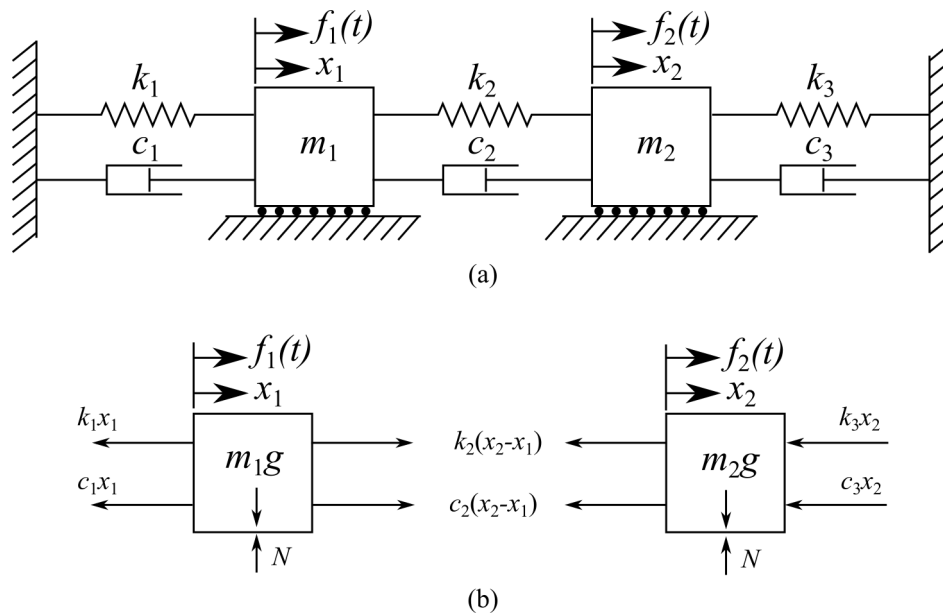 f₁(t) f₂(t)
x₁ x₂
k₁ k₂ k₃
c₁ m₁ c₂ m₂ c₃
(a)
f₁(t) f₂(t)
x₁ x₂
k₁x₁ k₂(x₂-x₁) k₃x₂
m₁g m₂g
c₁x₁ c₂(x₂-x₁) c₃x₂
N N
(b)